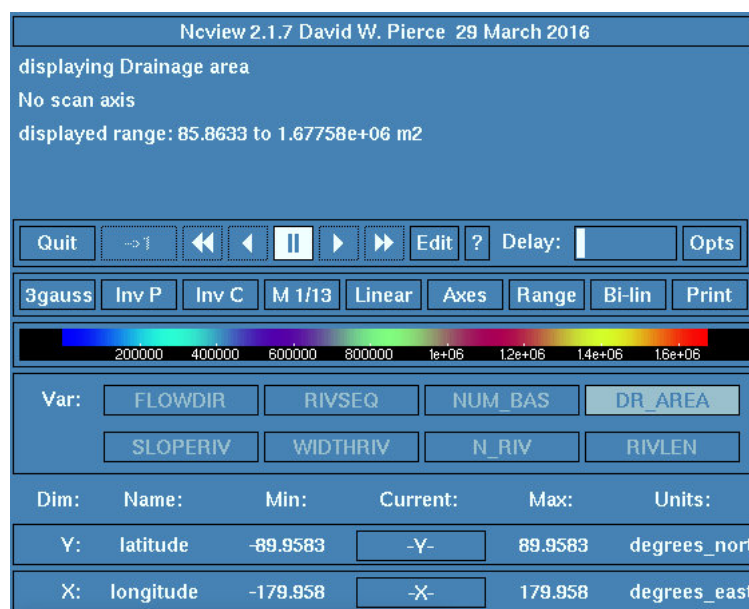 Ncview 2.1.7 David W. Pierce 29 March 2016
displaying Drainage area
No scan axis
displayed range: 85.8633 to 1.67758e+06 m2
Quit ->1 Edit ? Delay: Opts
3gauss Inv P Inv C M 1/13 Linear Axes Range Bi-lin Print
200000 400000 600000 800000 1e+06 1.2e+06 1.4e+06 1.6e+06
Var: FLOWDIR RIVSEQ NUM_BAS DR_AREA
SLOPERIV WIDTHRIV N_RIV RIVLEN
Dim: Name: Min: Current: Max: Units:
Y: latitude -89.9583 -Y- 89.9583 degrees_nort
X: longitude -179.958 -X- 179.958 degrees_east